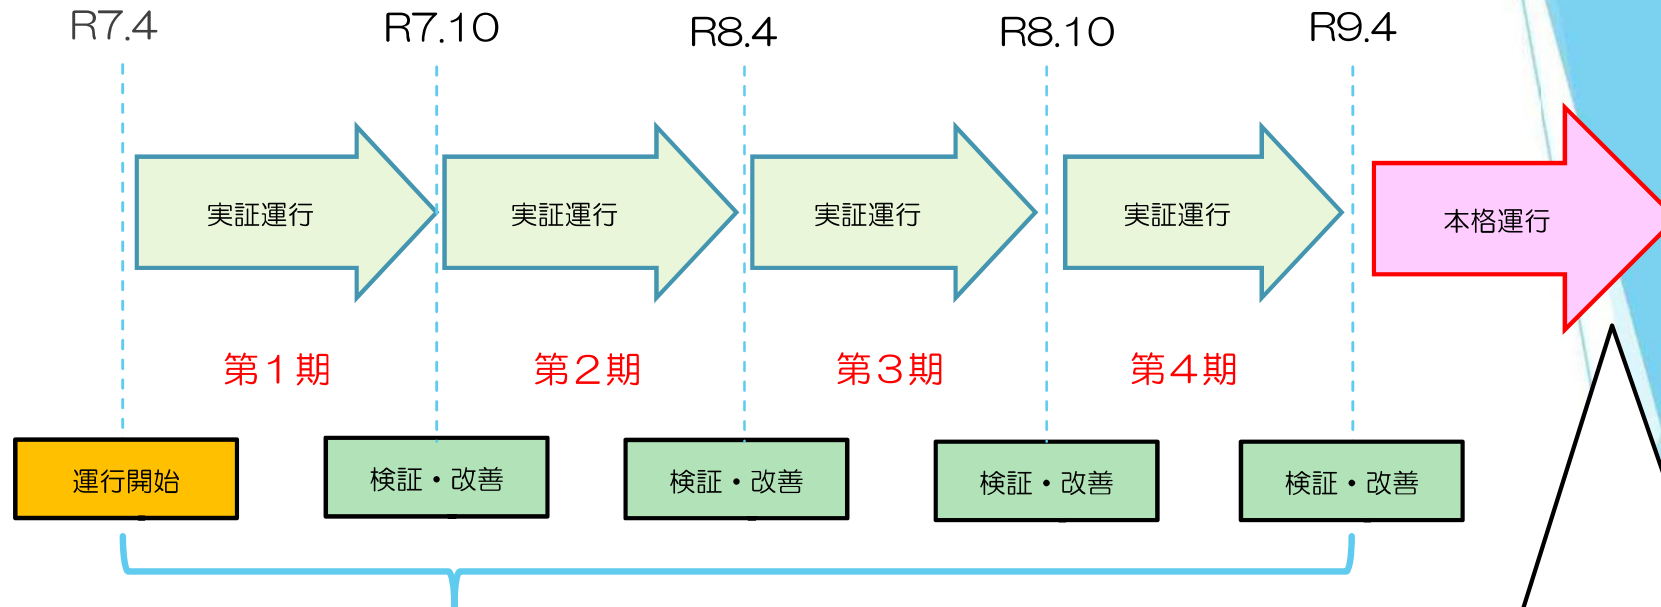 R7.4
R7.10
R8.4
R8.10
R9.4
実証運行
実証運行
実証運行
実証運行
本格運行
第１期
第２期
第３期
第４期
運行開始
検証・改善
検証・改善
検証・改善
検証・改善